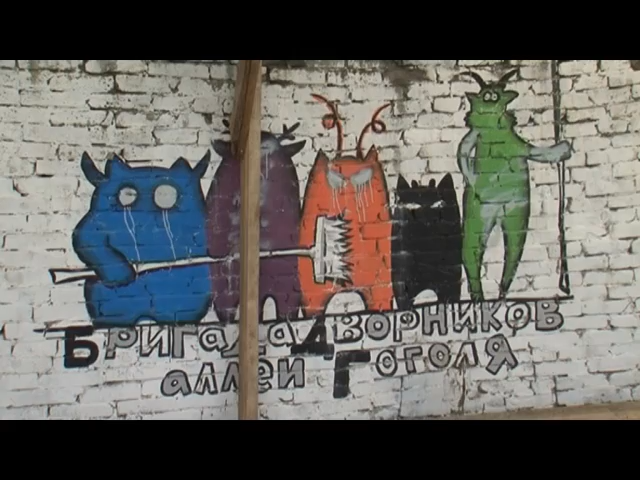 Бригада Дворников
аллеи Гоголя